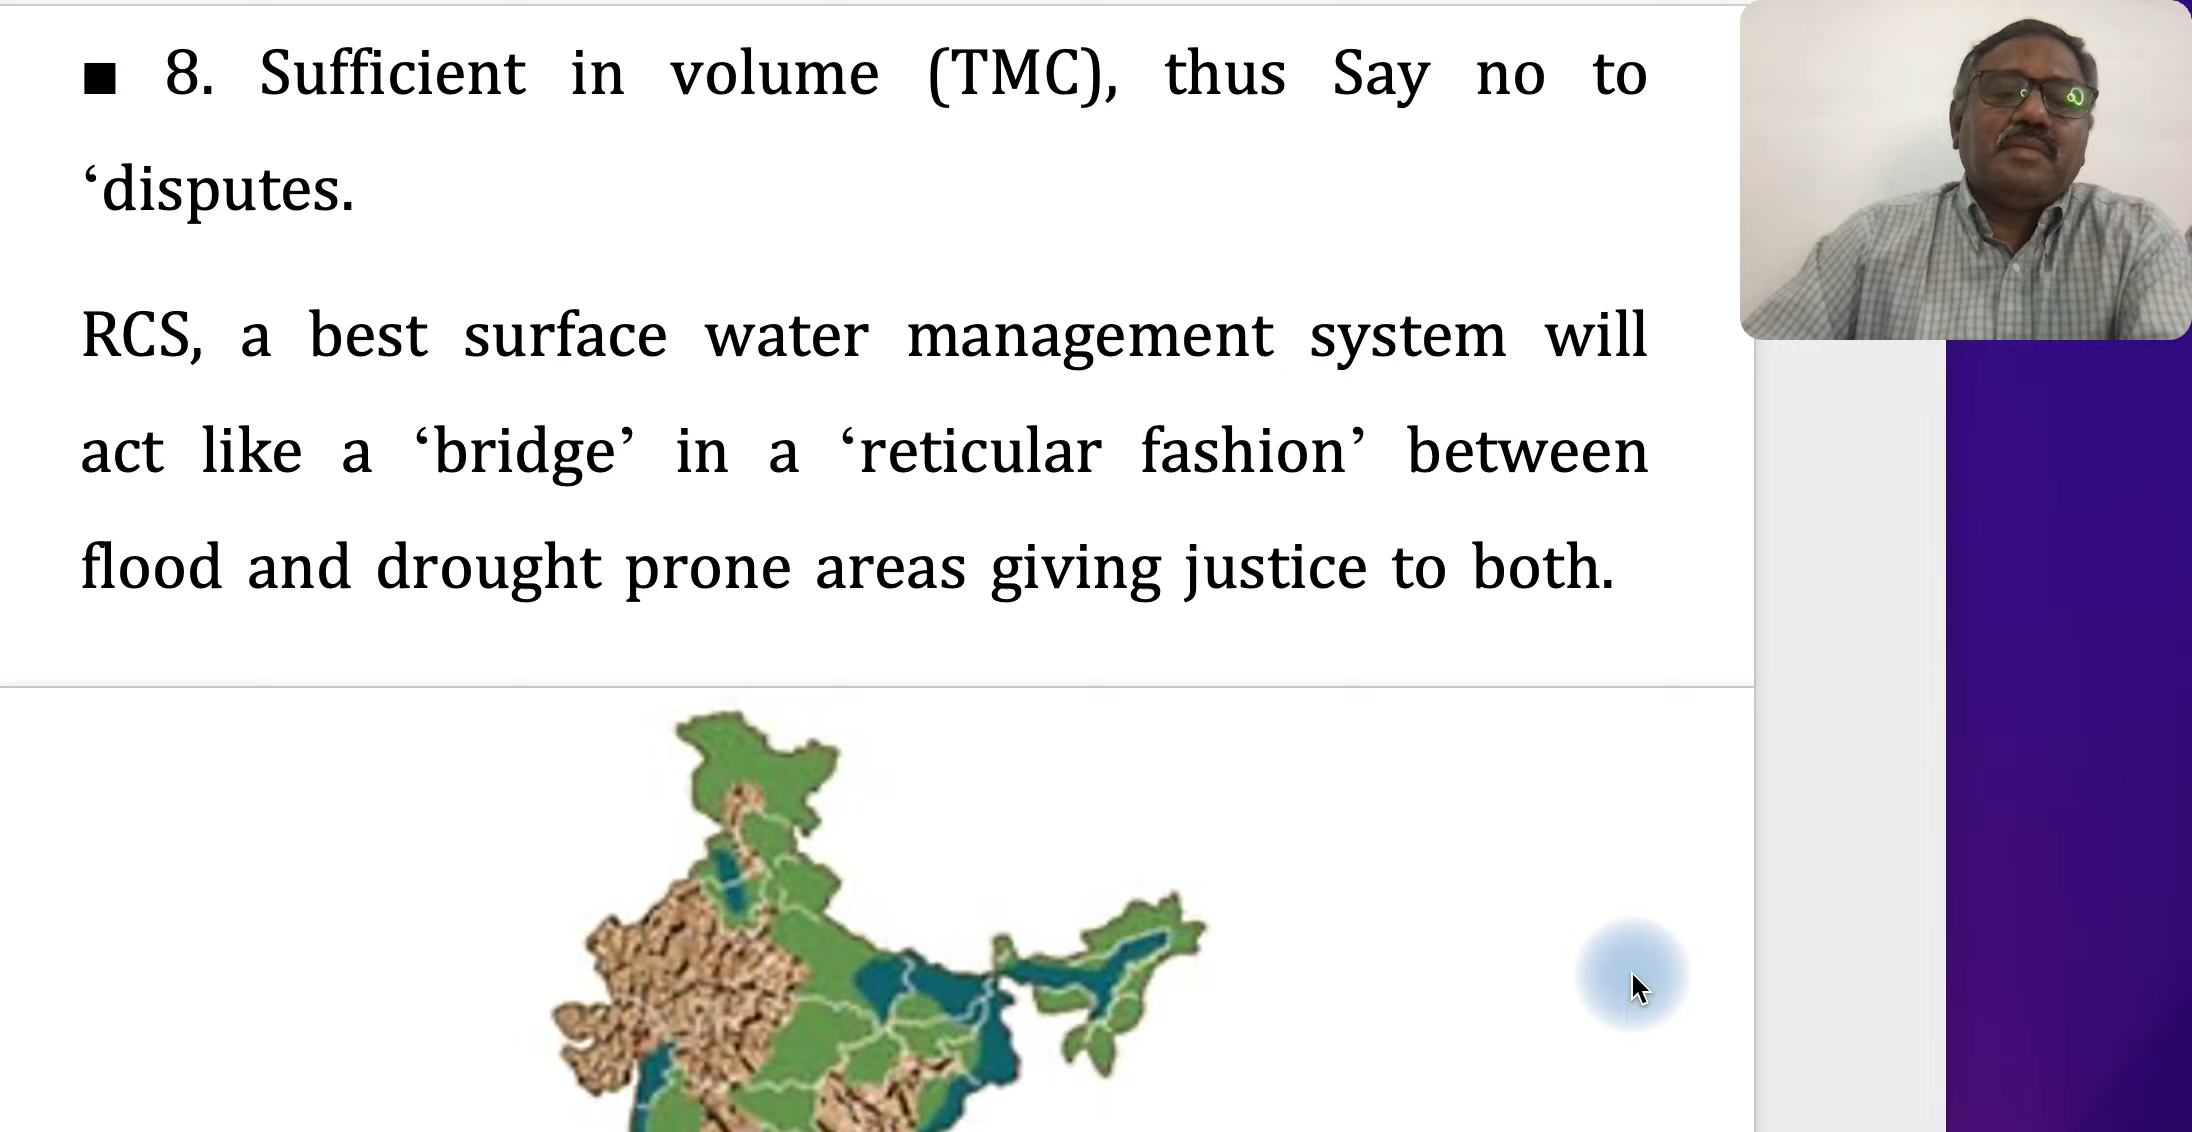 ■ 8. Sufficient in volume (TMC), thus Say no to
‘disputes.
RCS, a best surface water management system will
act like a ‘bridge’ in a ‘reticular fashion’ between
flood and drought prone areas giving justice to both.